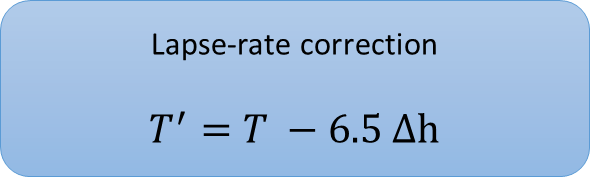 Lapse-rate correction
T′ = T − 6.5 Δh